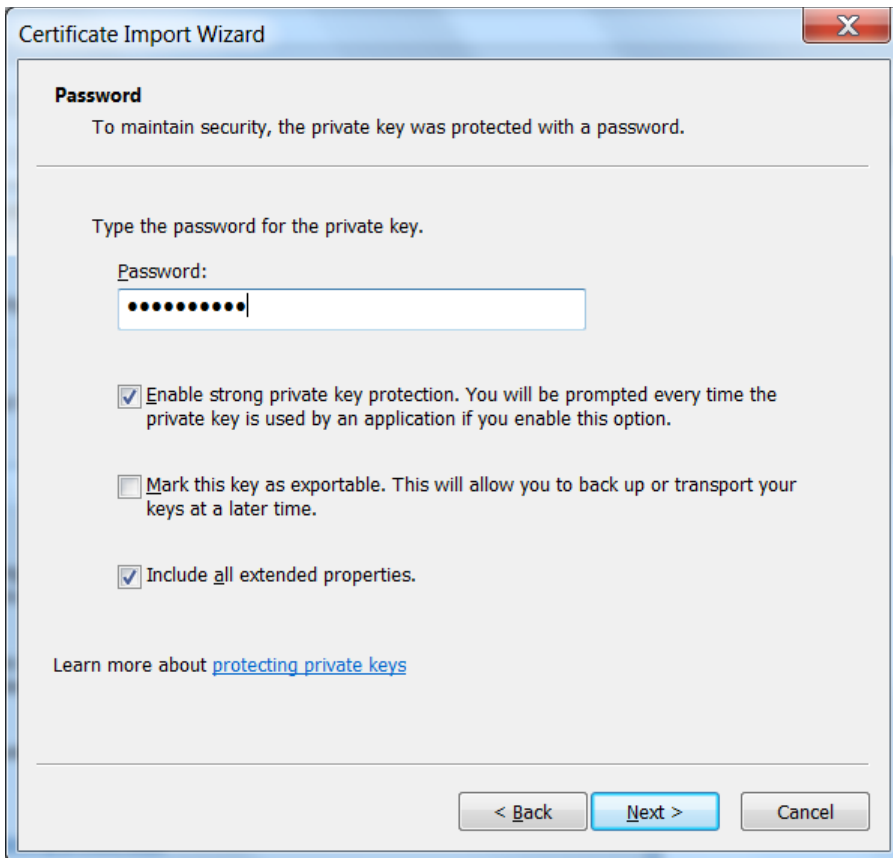 Certificate Import Wizard
X
Password
To maintain security, the private key was protected with a password.
Type the password for the private key.
Password:
••••••••••
Enable strong private key protection. You will be prompted every time the
private key is used by an application if you enable this option.
Mark this key as exportable. This will allow you to back up or transport your
keys at a later time.
Include all extended properties.
Learn more about protecting private keys
< Back
Next >
Cancel